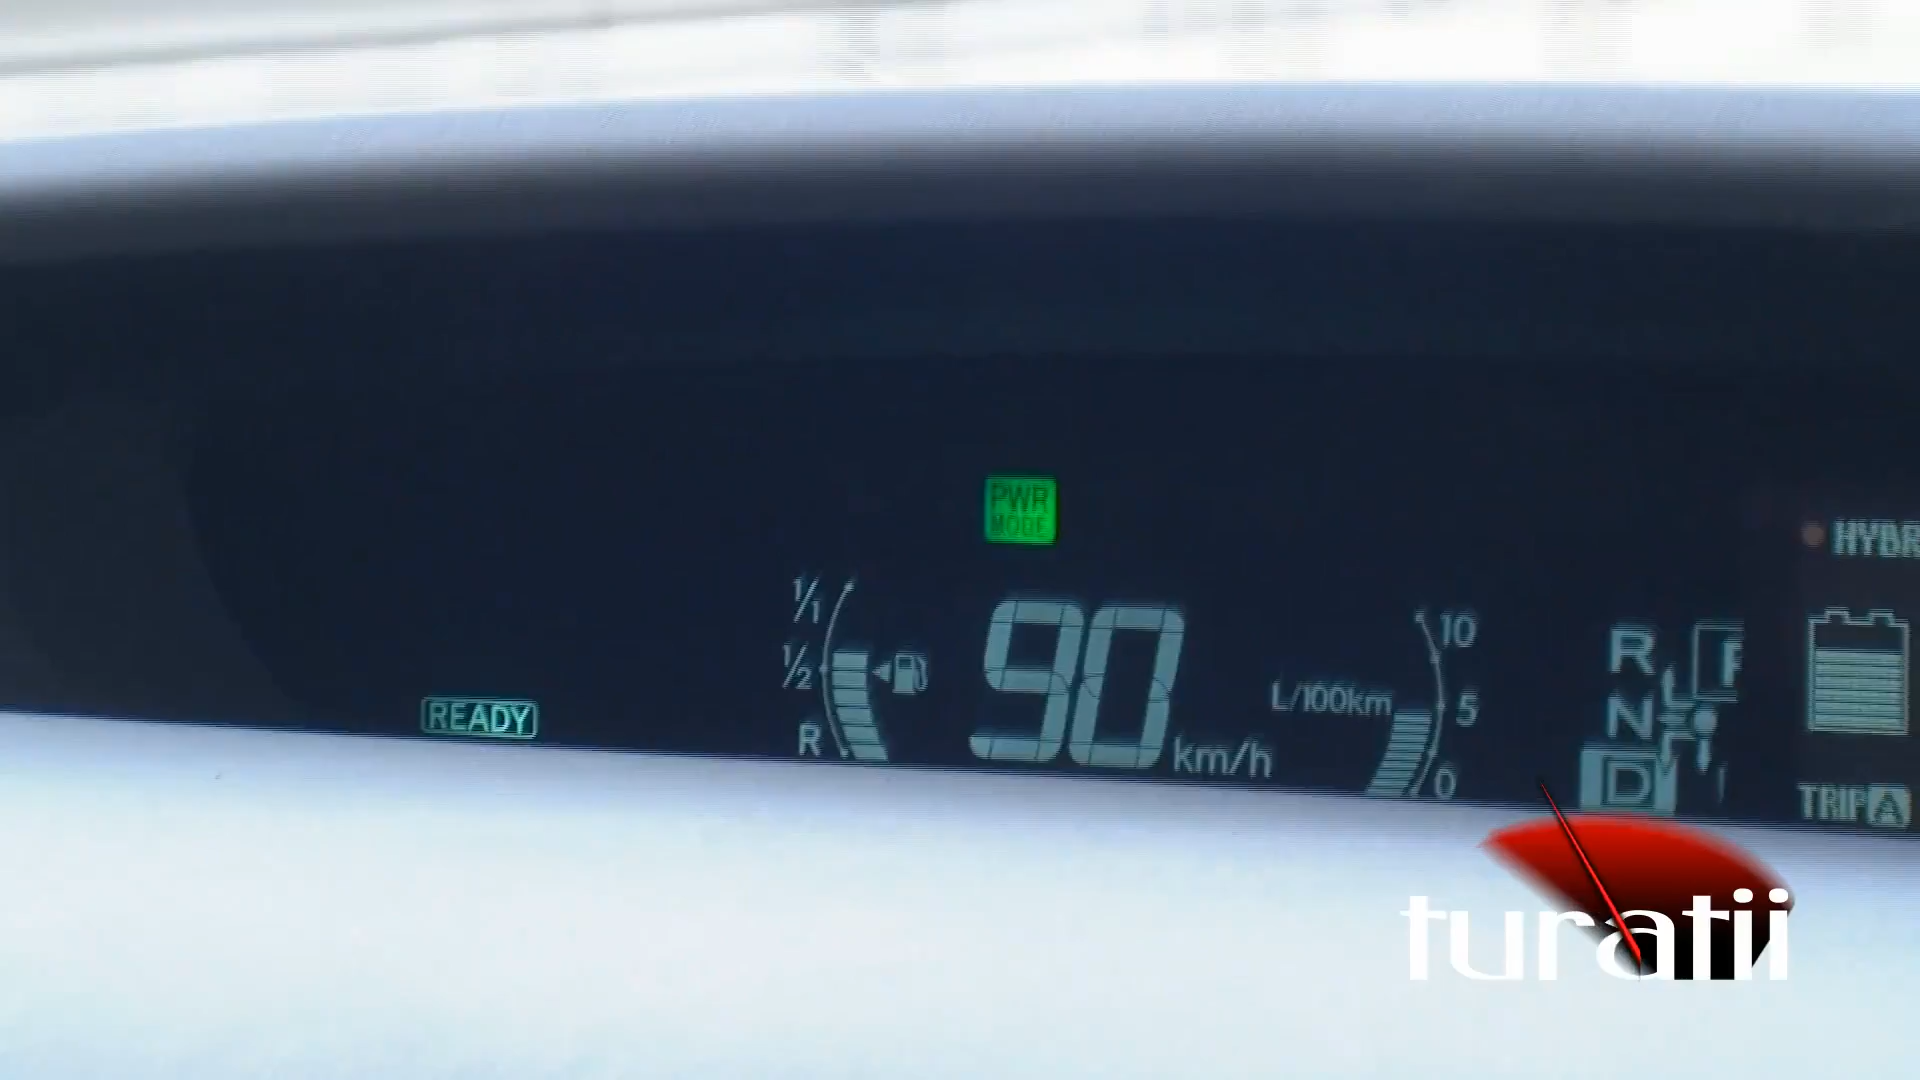 PWR
MODE
HYBR
1/1
1/2
R
READY
90
km/h
L/100km
10
5
0
R
N
D
TRIP A
turatii